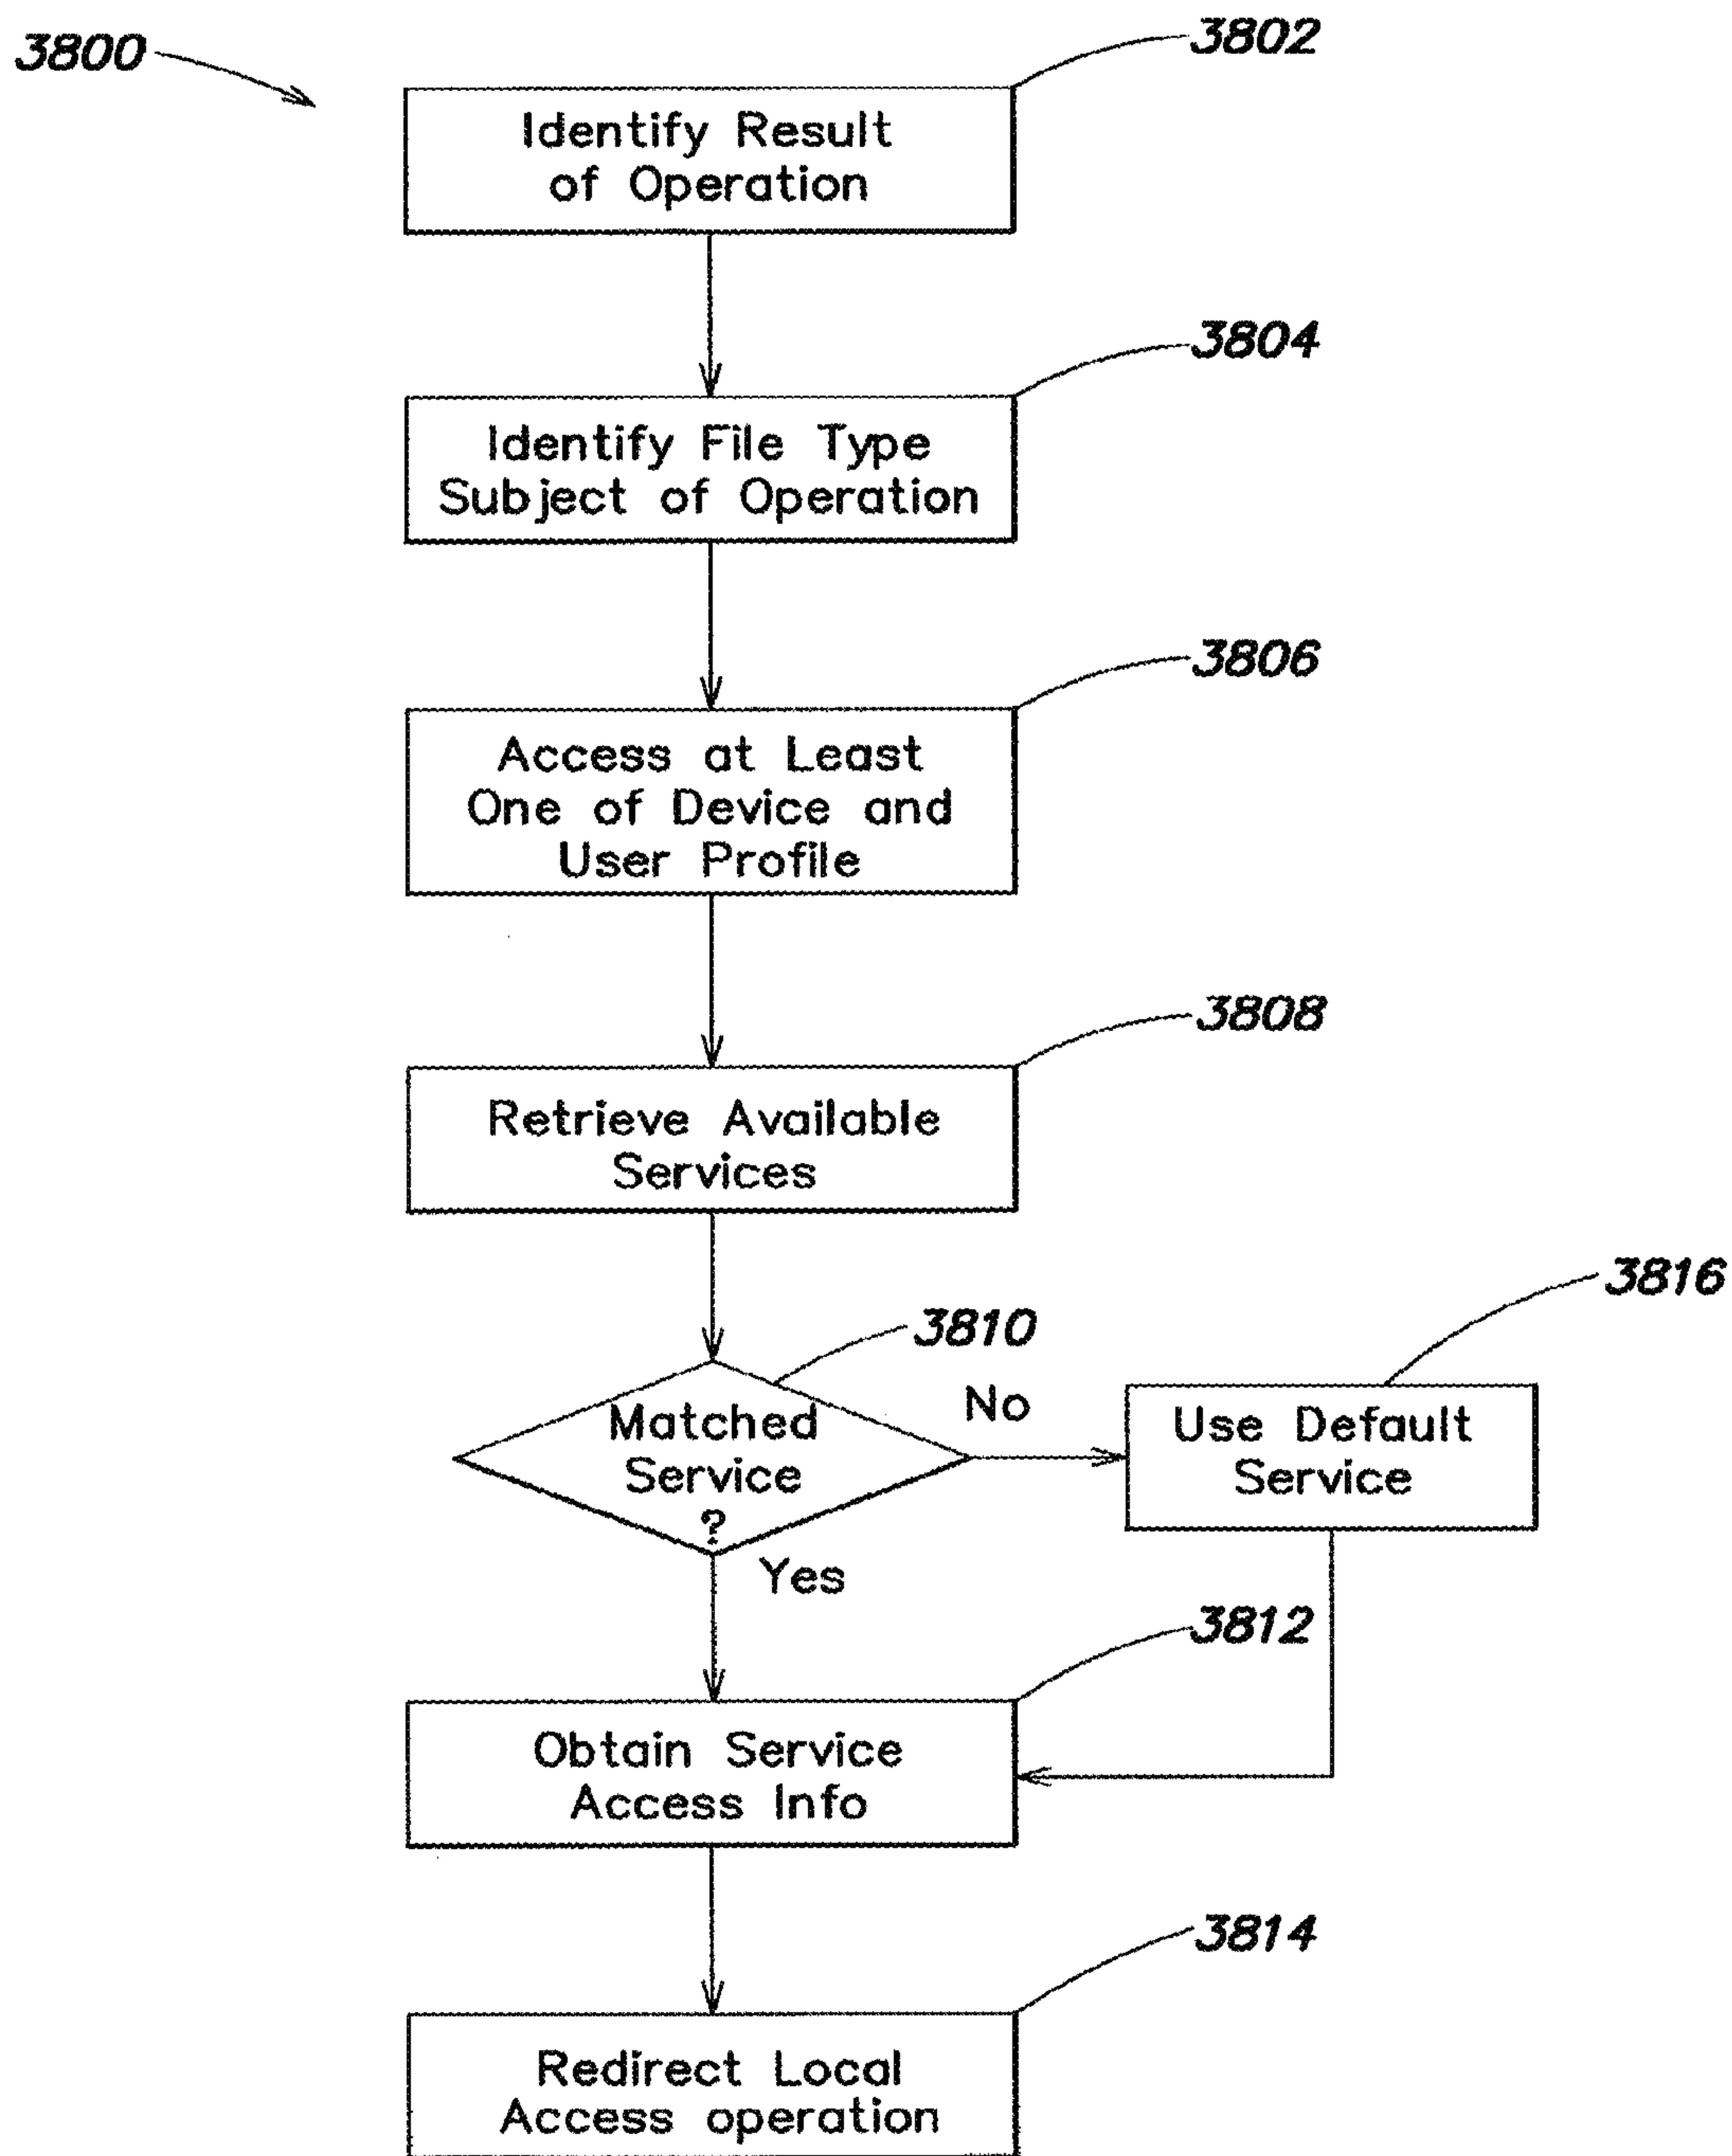 3800
3802
Identify Result
of Operation
3804
Identify File Type
Subject of Operation
3806
Access at Least
One of Device and
User Profile
3808
Retrieve Available
Services
3810
Matched
Service
?
No
3816
Use Default
Service
Yes
3812
Obtain Service
Access Info
3814
Redirect Local
Access operation